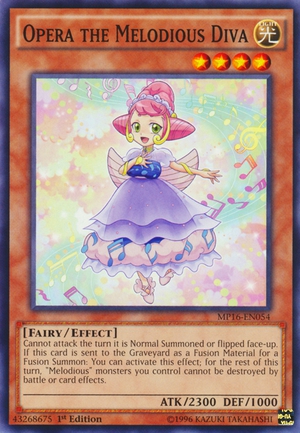 OPERA THE MELODIOUS DIVA
LIGHT
光
MP16-EN054
[FAIRY/EFFECT]
Cannot attack the turn it is Normal Summoned or flipped face-up.
If this card is sent to the Graveyard as a Fusion Material for a
Fusion Summon: You can activate this effect; for the rest of this
turn, "Melodious" monsters you control cannot be destroyed by
battle or card effects.
ATK/2300 DEF/1000
43268675 1st Edition ©1996 KAZUKI TAKAHASHI